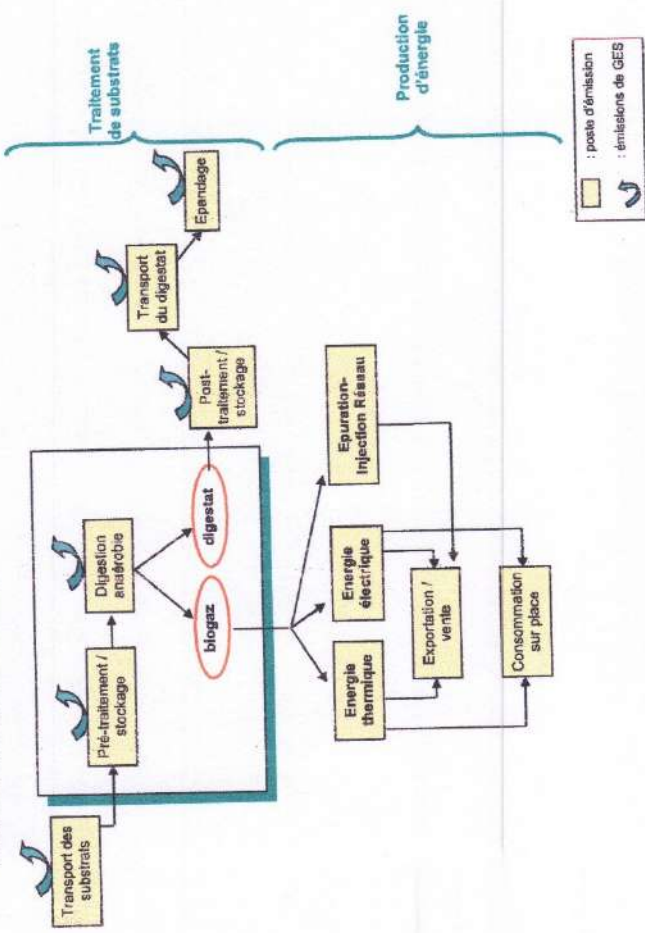 Transport des
substrats
Pré-traitement /
stockage
Digestion
anaérobie
biogaz
digestat
Post-
traitement /
stockage
Transport
du digestat
Epandage
Traitement
de substrats
Energie
thermique
Energie
électrique
Epuration-
Injection Réseau
Exportation /
vente
Consommation
sur place
Production
d'énergie
: poste d'émission
: émissions de GES